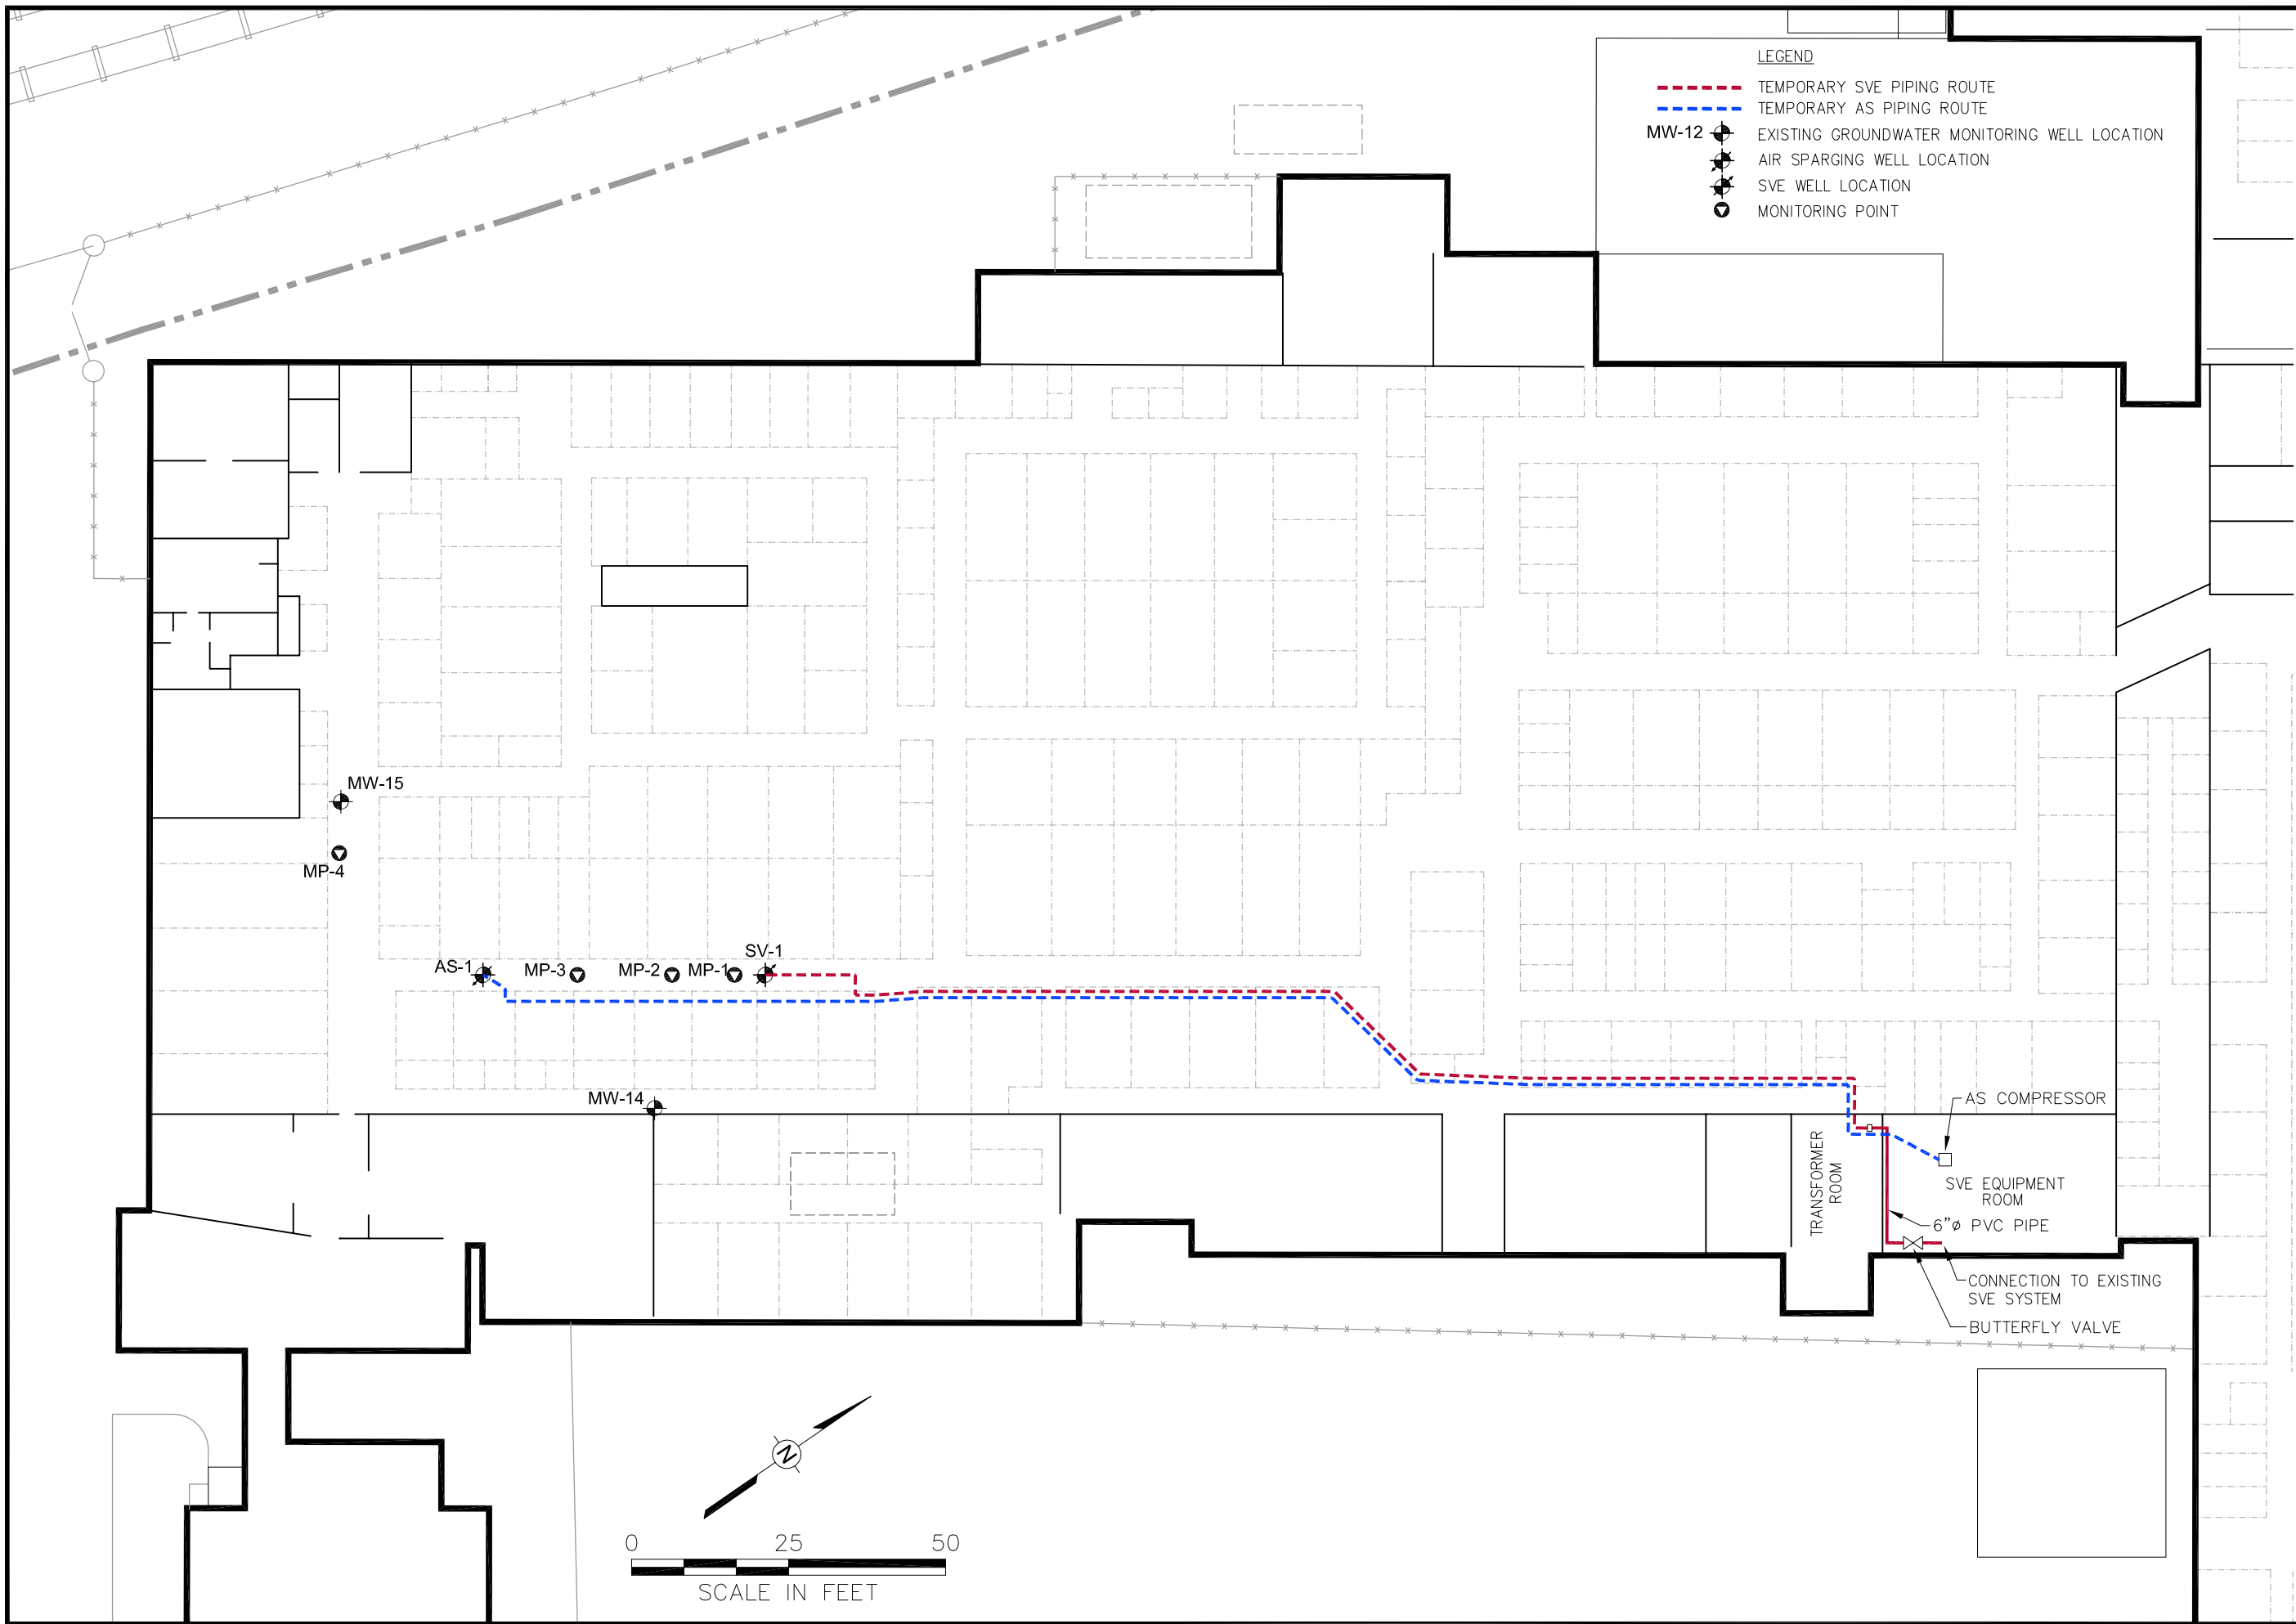 LEGEND
TEMPORARY SVE PIPING ROUTE
TEMPORARY AS PIPING ROUTE
MW-12 EXISTING GROUNDWATER MONITORING WELL LOCATION
AIR SPARGING WELL LOCATION
SVE WELL LOCATION
MONITORING POINT
MW-15
MP-4
SV-1
AS-1 MP-3 MP-2 MP-1
MW-14
AS COMPRESSOR
TRANSFORMER
ROOM
SVE EQUIPMENT
ROOM
6"ø PVC PIPE
CONNECTION TO EXISTING
SVE SYSTEM
BUTTERFLY VALVE
N
0 25 50
SCALE IN FEET